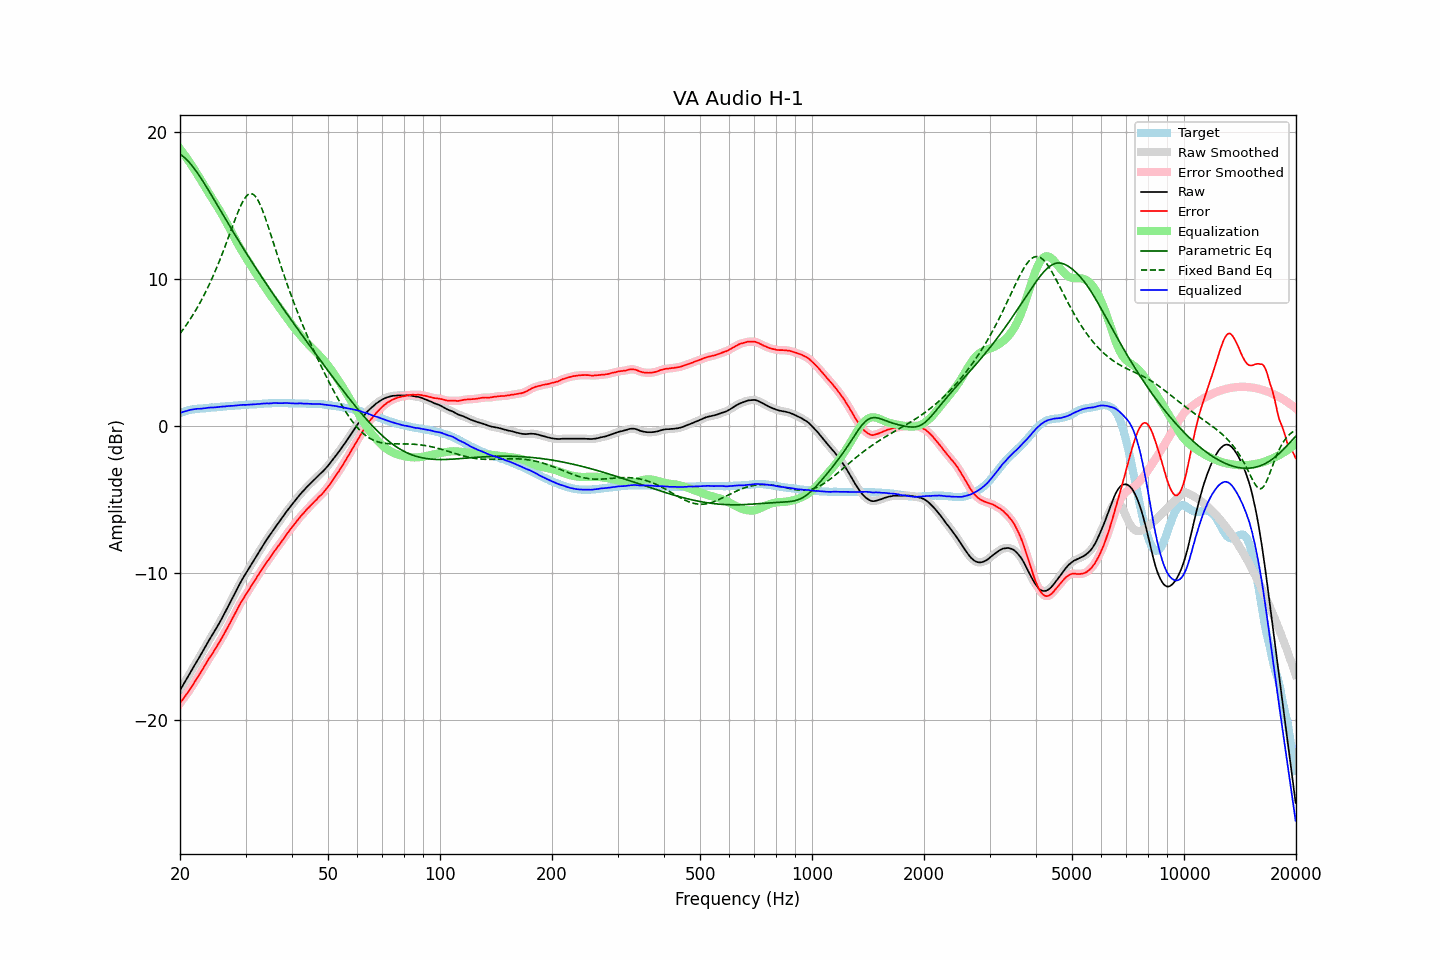 VA Audio H-1
Amplitude (dBr)
20
10
0
−10
−20
Target
Raw Smoothed
Error Smoothed
Raw
Error
Equalization
Parametric Eq
Fixed Band Eq
Equalized
20 50 100 200 500 1000 2000 5000 10000 20000
Frequency (Hz)